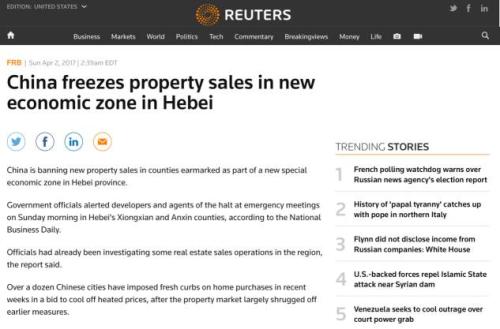 EDITION: UNITED STATES
REUTERS
Business Markets World Politics Tech Commentary Breakingviews Money Life
FRB | Sun Apr 2, 2017 | 2:39am EDT
China freezes property sales in new
economic zone in Hebei
China is banning new property sales in counties earmarked as part of a new special
economic zone in Hebei province.
Government officials alerted developers and agents of the halt at emergency meetings
on Sunday morning in Hebei's Xiongxian and Anxin counties, according to the National
Business Daily.
Officials had already been investigating some real estate sales operations in the region,
the report said.
Over a dozen Chinese cities have imposed fresh curbs on home purchases in recent
weeks in a bid to cool off heated prices, after the property market largely shrugged off
earlier measures.
TRENDING STORIES
1 French polling watchdog warns over
Russian news agency's election report
2 History of 'papal tyranny' catches up
with pope in northern Italy
3 Flynn did not disclose income from
Russian companies: White House
4 U.S.-backed forces repel Islamic State
attack near Syrian dam
5 Venezuela seeks to cool outrage over
court power grab